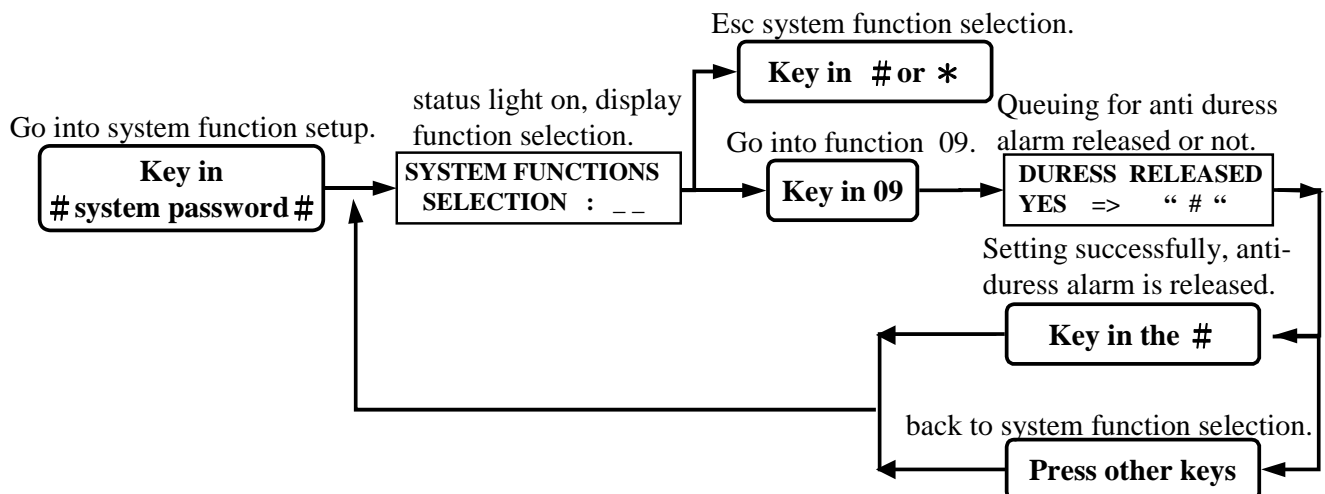 Esc system function selection.
Key in # or *
status light on, display
function selection.
Queuing for anti duress
alarm released or not.
Go into system function setup.
Go into function 09.
Key in
# system password #
SYSTEM FUNCTIONS
SELECTION : _ _
Key in 09
DURESS RELEASED
YES => “ # “
Setting successfully, anti-
duress alarm is released.
Key in the #
back to system function selection.
Press other keys